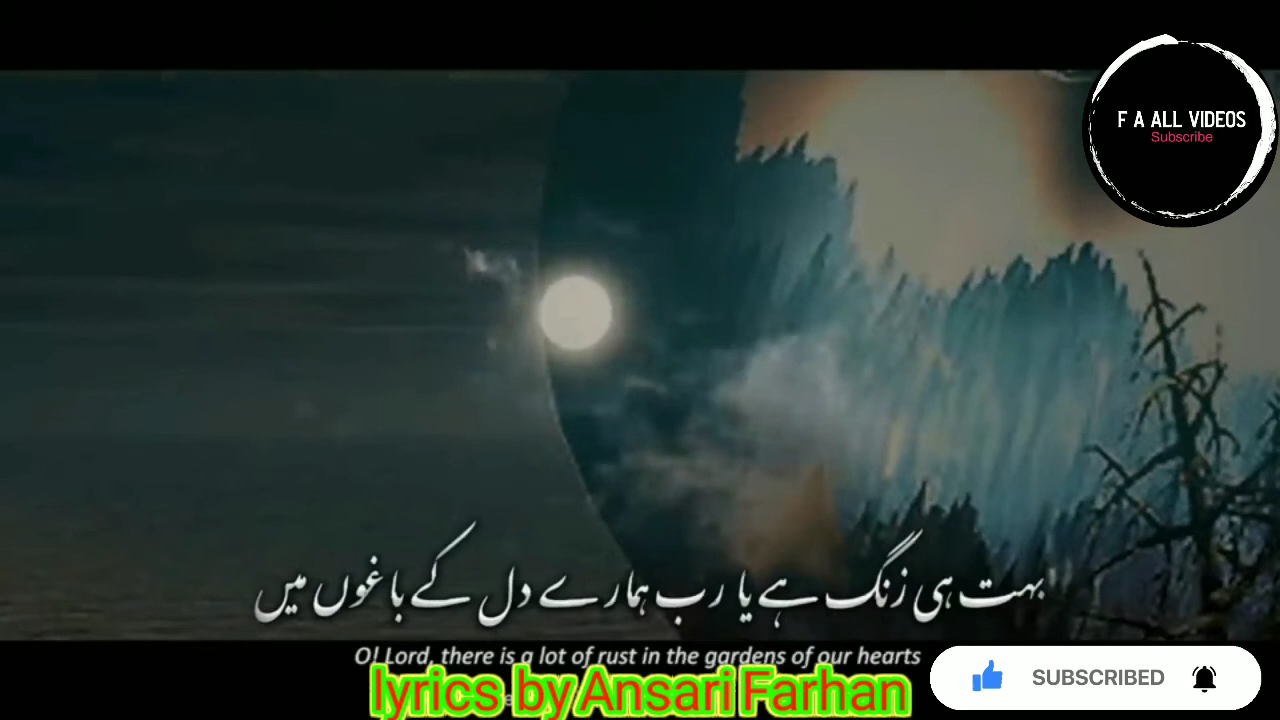 F A ALL VIDEOS
Subscribe
بہت ہی زنگ ہے یا رب ہمارے دل کے باغوں میں
O! Lord, there is a lot of rust in the gardens of our hearts
lyrics by Ansari Farhan
SUBSCRIBED